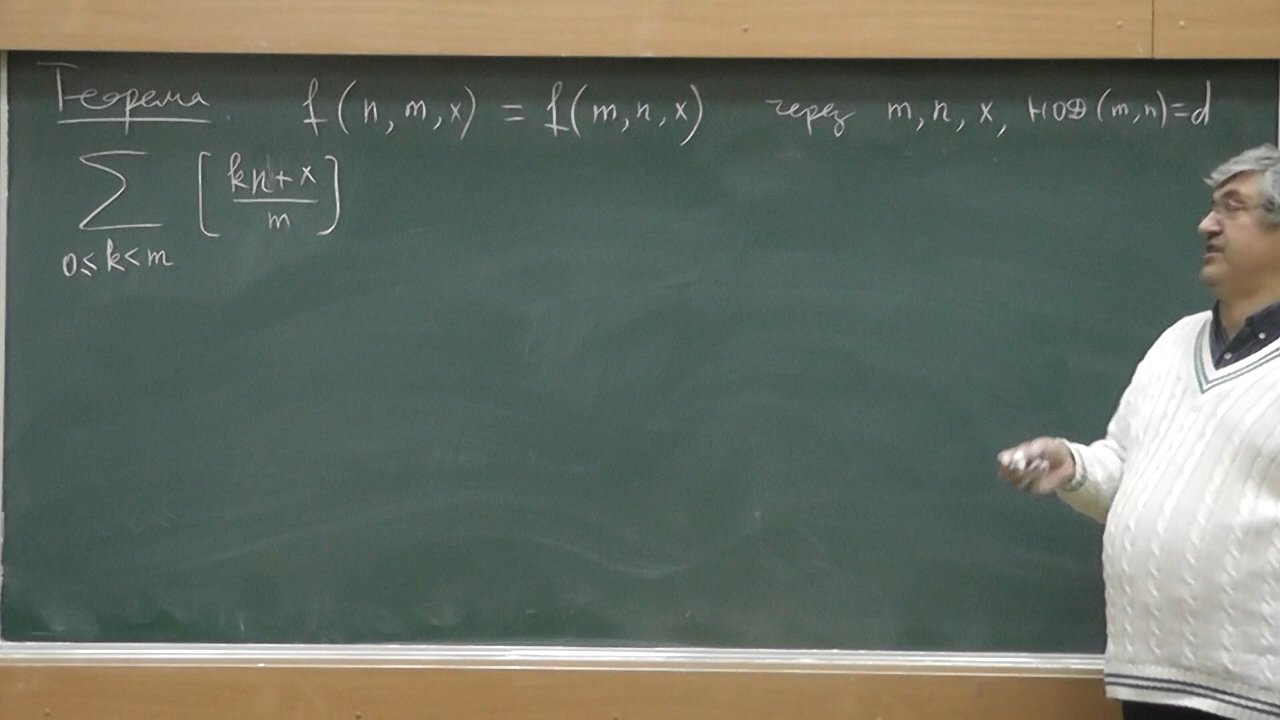 Теорема. f(n, m, x) = f(m, n, x) через m, n, x, НОД(m, n) = d
∑ [ (kn + x) / m ]
0 ≤ k < m